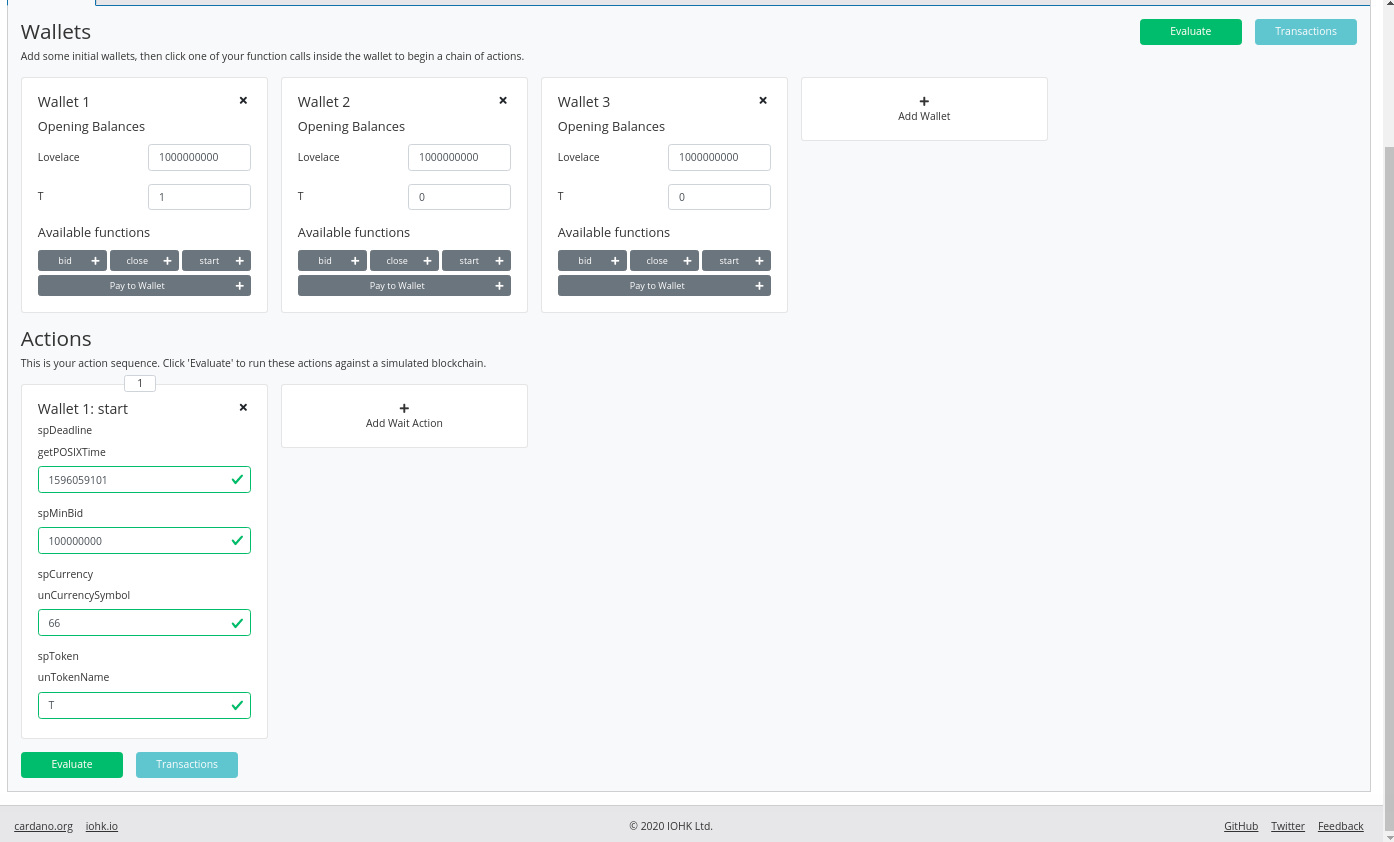 Wallets
Evaluate Transactions
Add some initial wallets, then click one of your function calls inside the wallet to begin a chain of actions.
Wallet 1
Opening Balances
Lovelace 1000000000
T 1
Available functions
bid close start
Pay to Wallet
Wallet 2
Opening Balances
Lovelace 1000000000
T 0
Available functions
bid close start
Pay to Wallet
Wallet 3
Opening Balances
Lovelace 1000000000
T 0
Available functions
bid close start
Pay to Wallet
Add Wallet
Actions
This is your action sequence. Click 'Evaluate' to run these actions against a simulated blockchain.
1
Wallet 1: start
spDeadline
getPOSIXTime
1596059101
spMinBid
100000000
spCurrency
unCurrencySymbol
66
spToken
unTokenName
T
Add Wait Action
Evaluate Transactions
cardano.org iohk.io © 2020 IOHK Ltd. GitHub Twitter Feedback